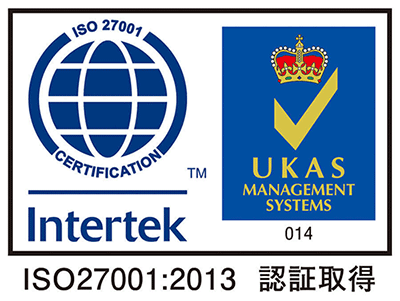 ISO 27001
CERTIFICATION
TM
Intertek
UKAS
MANAGEMENT
SYSTEMS
014
ISO27001:2013 認証取得